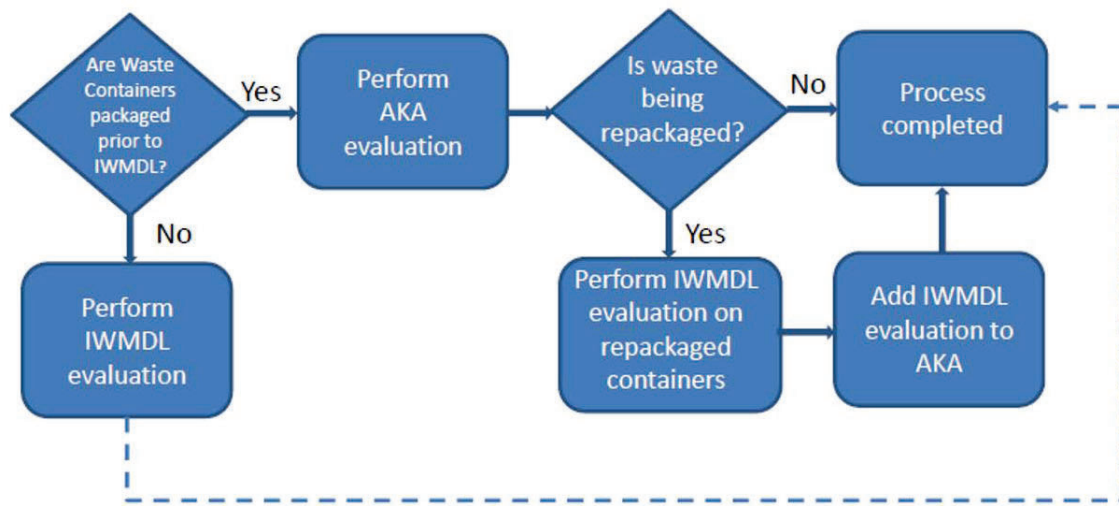 Are Waste
Containers
packaged
prior to
IWMDL?
Yes
Perform
AKA
evaluation
Is waste
being
repackaged?
No
Process
completed
No
Perform
IWMDL
evaluation
Yes
Perform IWMDL
evaluation on
repackaged
containers
Add IWMDL
evaluation to
AKA